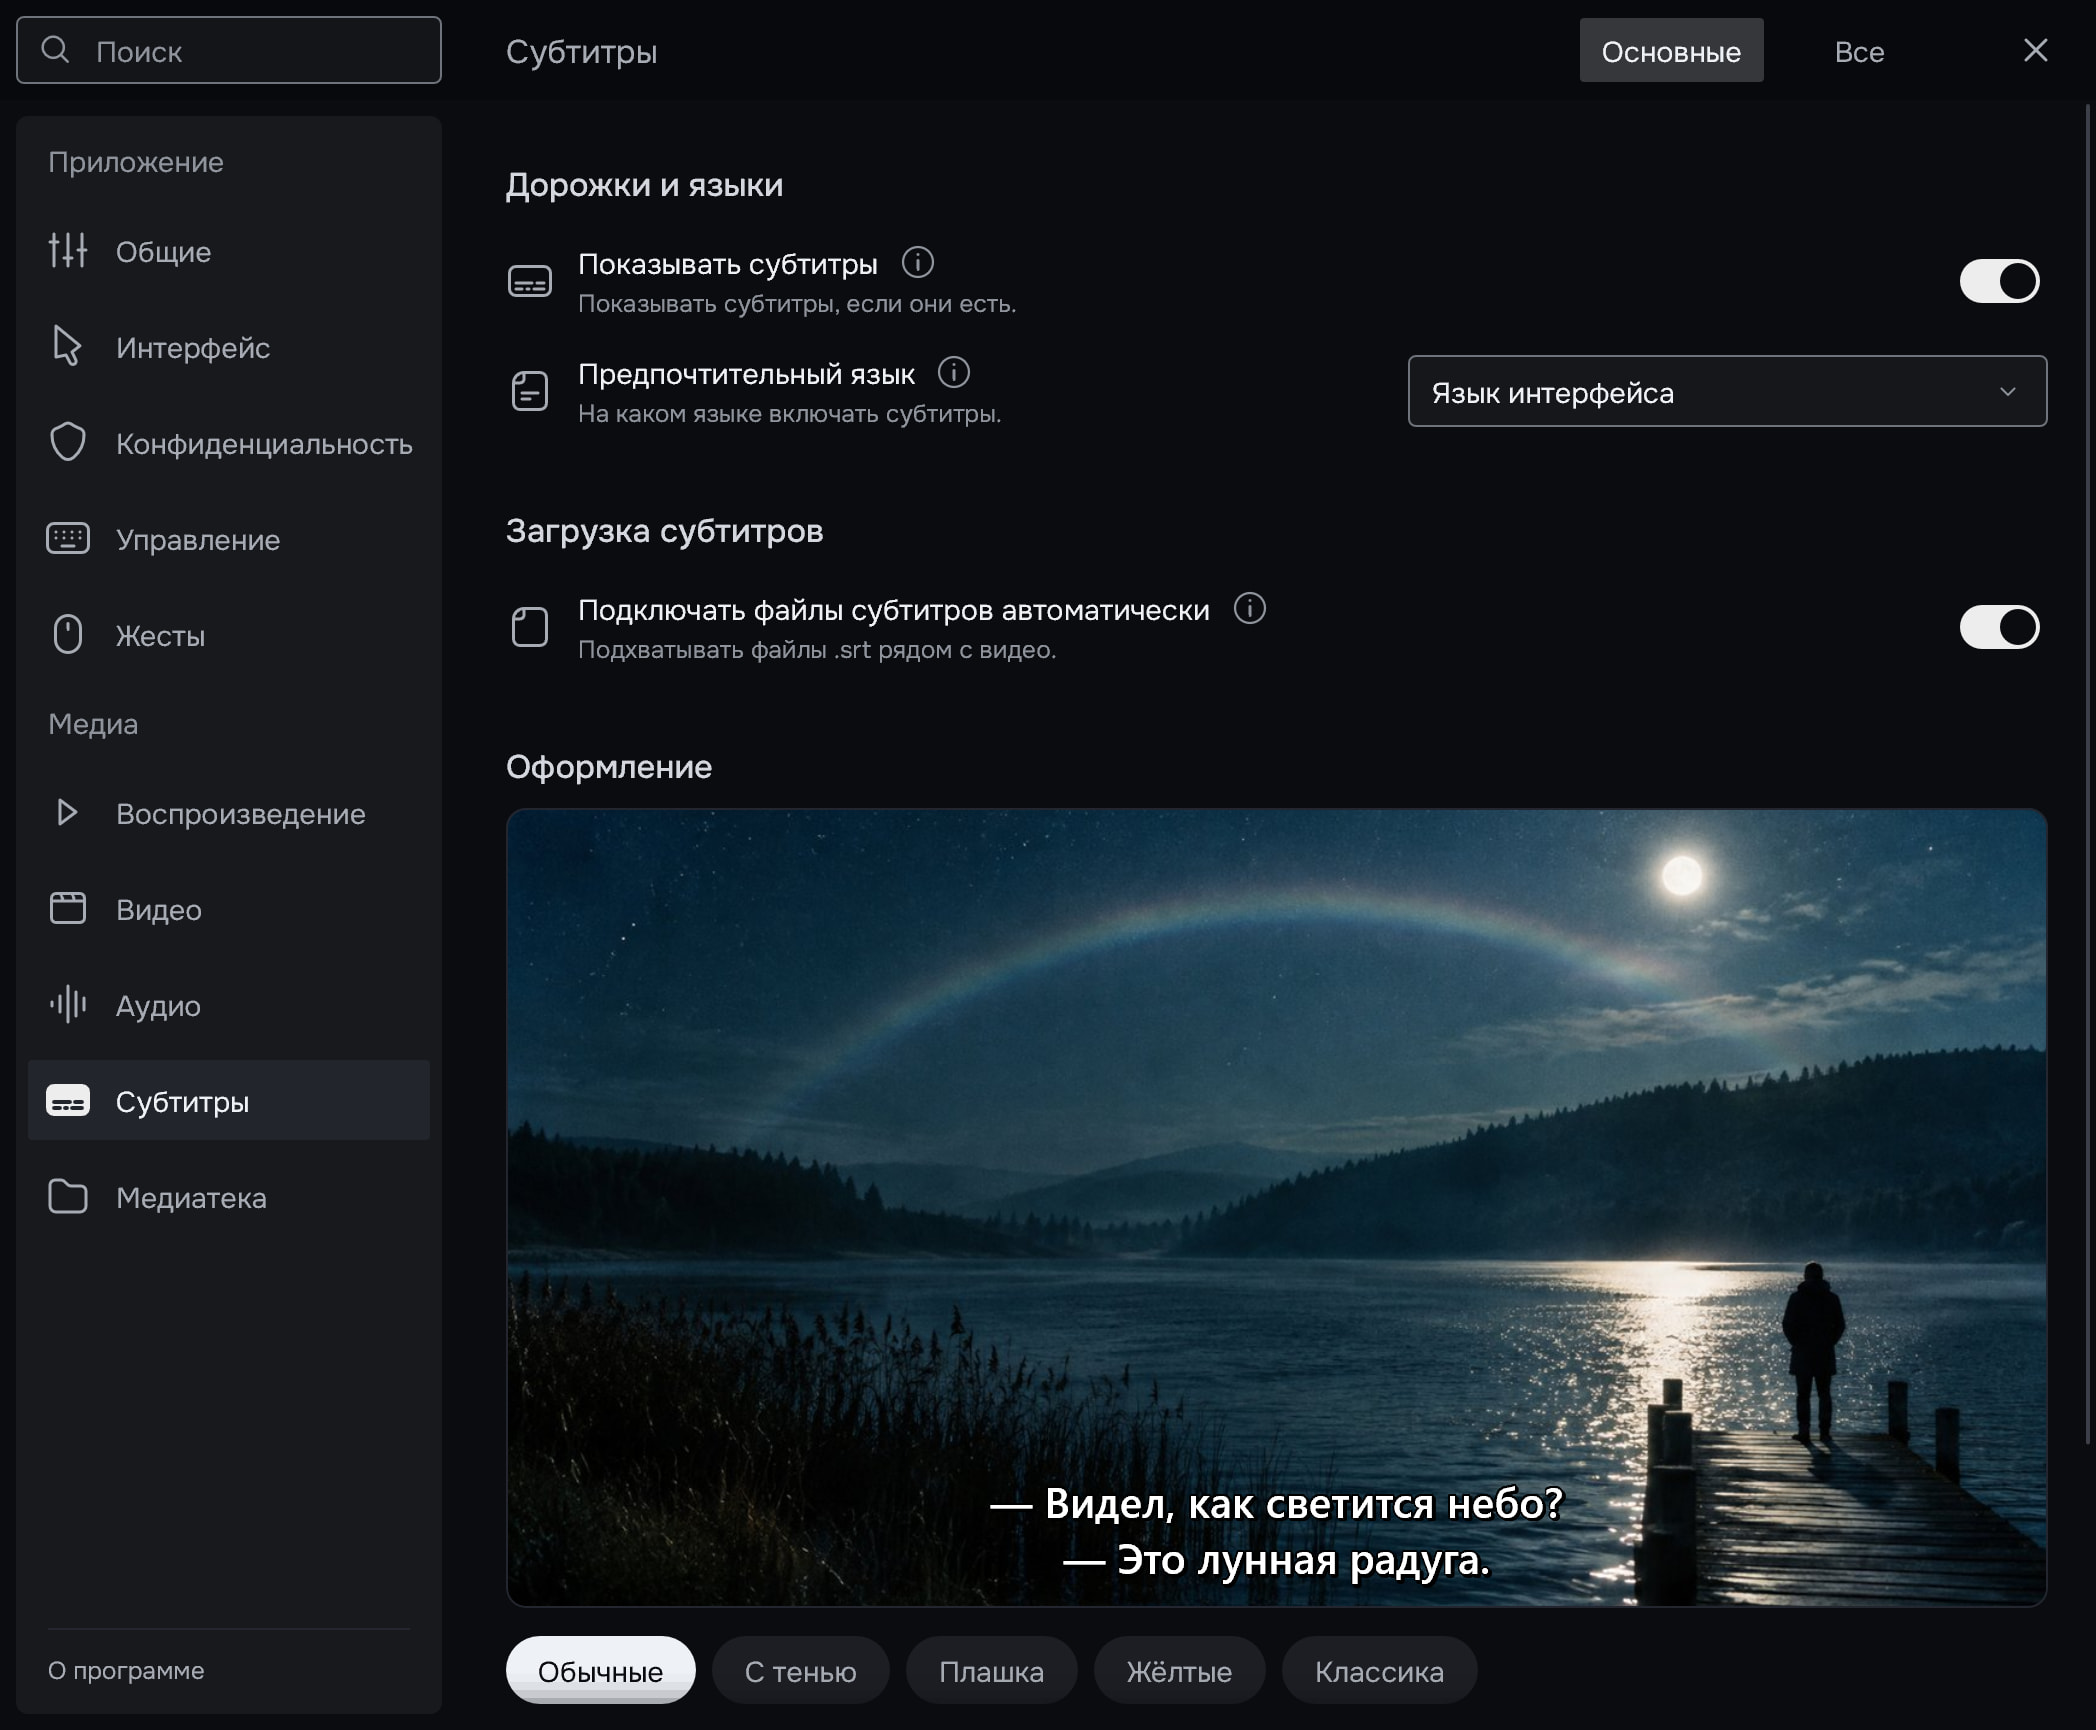 Поиск
Субтитры
Основные
Все
Приложение
Общие
Интерфейс
Конфиденциальность
Управление
Жесты
Медиа
Воспроизведение
Видео
Аудио
Субтитры
Медиатека
О программе
Дорожки и языки
Показывать субтитры
Показывать субтитры, если они есть.
Предпочтительный язык
На каком языке включать субтитры.
Язык интерфейса
Загрузка субтитров
Подключать файлы субтитров автоматически
Подхватывать файлы .srt рядом с видео.
Оформление
— Видел, как светится небо?
— Это лунная радуга.
Обычные
С тенью
Плашка
Жёлтые
Классика